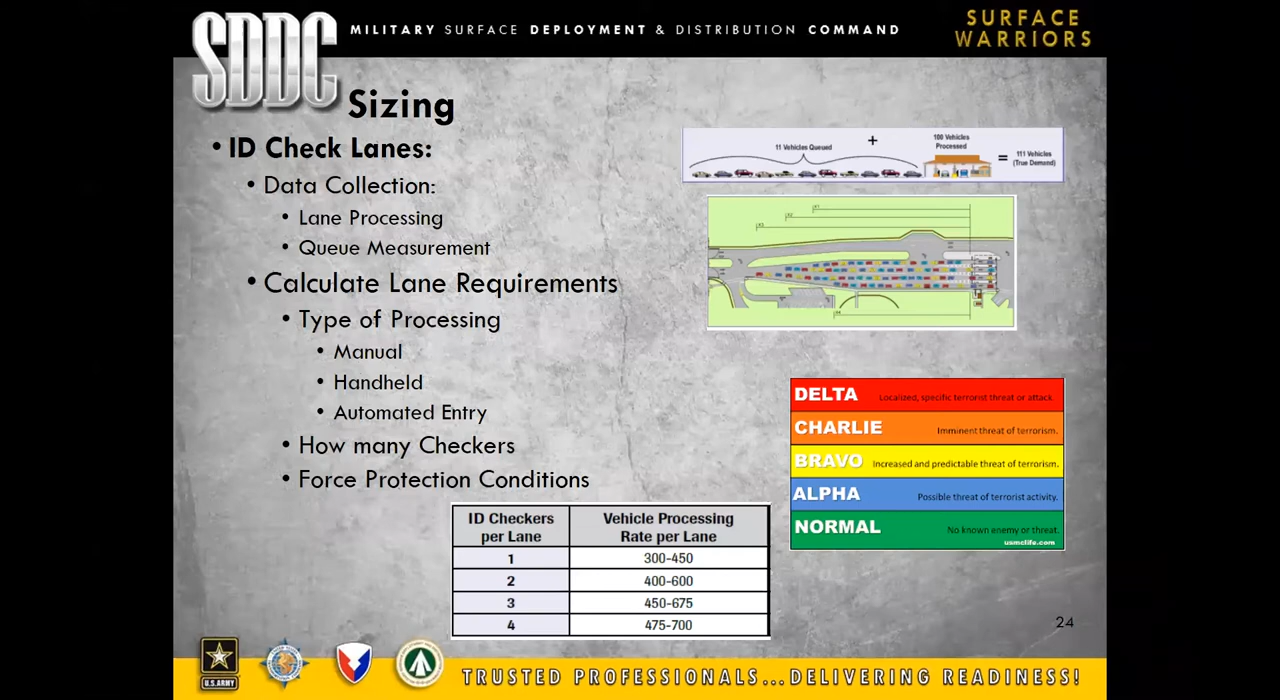 SDDC
MILITARY SURFACE DEPLOYMENT & DISTRIBUTION COMMAND
SURFACE
WARRIORS
Sizing
• ID Check Lanes:
• Data Collection:
• Lane Processing
• Queue Measurement
• Calculate Lane Requirements
• Type of Processing
• Manual
• Handheld
• Automated Entry
• How many Checkers
• Force Protection Conditions
11 Vehicles Queued
+
100 Vehicles
Processed
=
111 Vehicles
(True Demand)
DELTA Localized, specific terrorist threat or attack.
CHARLIE Imminent threat of terrorism.
BRAVO Increased and predictable threat of terrorism.
ALPHA Possible threat of terrorist activity.
NORMAL No known enemy or threat.
usmclife.com
ID Checkers per Lane Vehicle Processing Rate per Lane
1 300-450
2 400-600
3 450-675
4 475-700
24
U.S. ARMY
TRUSTED PROFESSIONALS...DELIVERING READINESS!